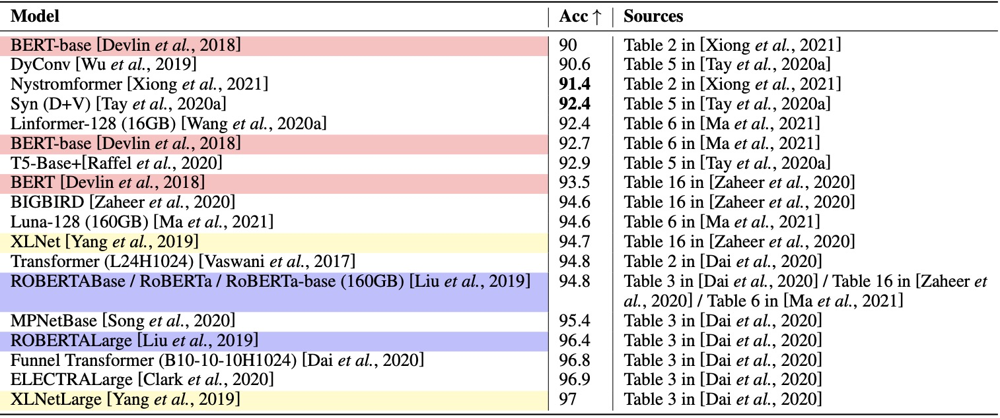 Model Acc ↑ Sources
BERT-base [Devlin et al., 2018] 90 Table 2 in [Xiong et al., 2021]
DyConv [Wu et al., 2019] 90.6 Table 5 in [Tay et al., 2020a]
Nystromformer [Xiong et al., 2021] 91.4 Table 2 in [Xiong et al., 2021]
Syn (D+V) [Tay et al., 2020a] 92.4 Table 5 in [Tay et al., 2020a]
Linformer-128 (16GB) [Wang et al., 2020a] 92.4 Table 6 in [Ma et al., 2021]
BERT-base [Devlin et al., 2018] 92.7 Table 6 in [Ma et al., 2021]
T5-Base+[Raffel et al., 2020] 92.9 Table 5 in [Tay et al., 2020a]
BERT [Devlin et al., 2018] 93.5 Table 16 in [Zaheer et al., 2020]
BIGBIRD [Zaheer et al., 2020] 94.6 Table 16 in [Zaheer et al., 2020]
Luna-128 (160GB) [Ma et al., 2021] 94.6 Table 6 in [Ma et al., 2021]
XLNet [Yang et al., 2019] 94.7 Table 16 in [Zaheer et al., 2020]
Transformer (L24H1024) [Vaswani et al., 2017] 94.8 Table 2 in [Dai et al., 2020]
ROBERTABase / RoBERTa / RoBERTa-base (160GB) [Liu et al., 2019] 94.8 Table 3 in [Dai et al., 2020] / Table 16 in [Zaheer et
al., 2020] / Table 6 in [Ma et al., 2021]
MPNetBase [Song et al., 2020] 95.4 Table 3 in [Dai et al., 2020]
ROBERTALarge [Liu et al., 2019] 96.4 Table 3 in [Dai et al., 2020]
Funnel Transformer (B10-10-10H1024) [Dai et al., 2020] 96.8 Table 3 in [Dai et al., 2020]
ELECTRALarge [Clark et al., 2020] 96.9 Table 3 in [Dai et al., 2020]
XLNetLarge [Yang et al., 2019] 97 Table 3 in [Dai et al., 2020]